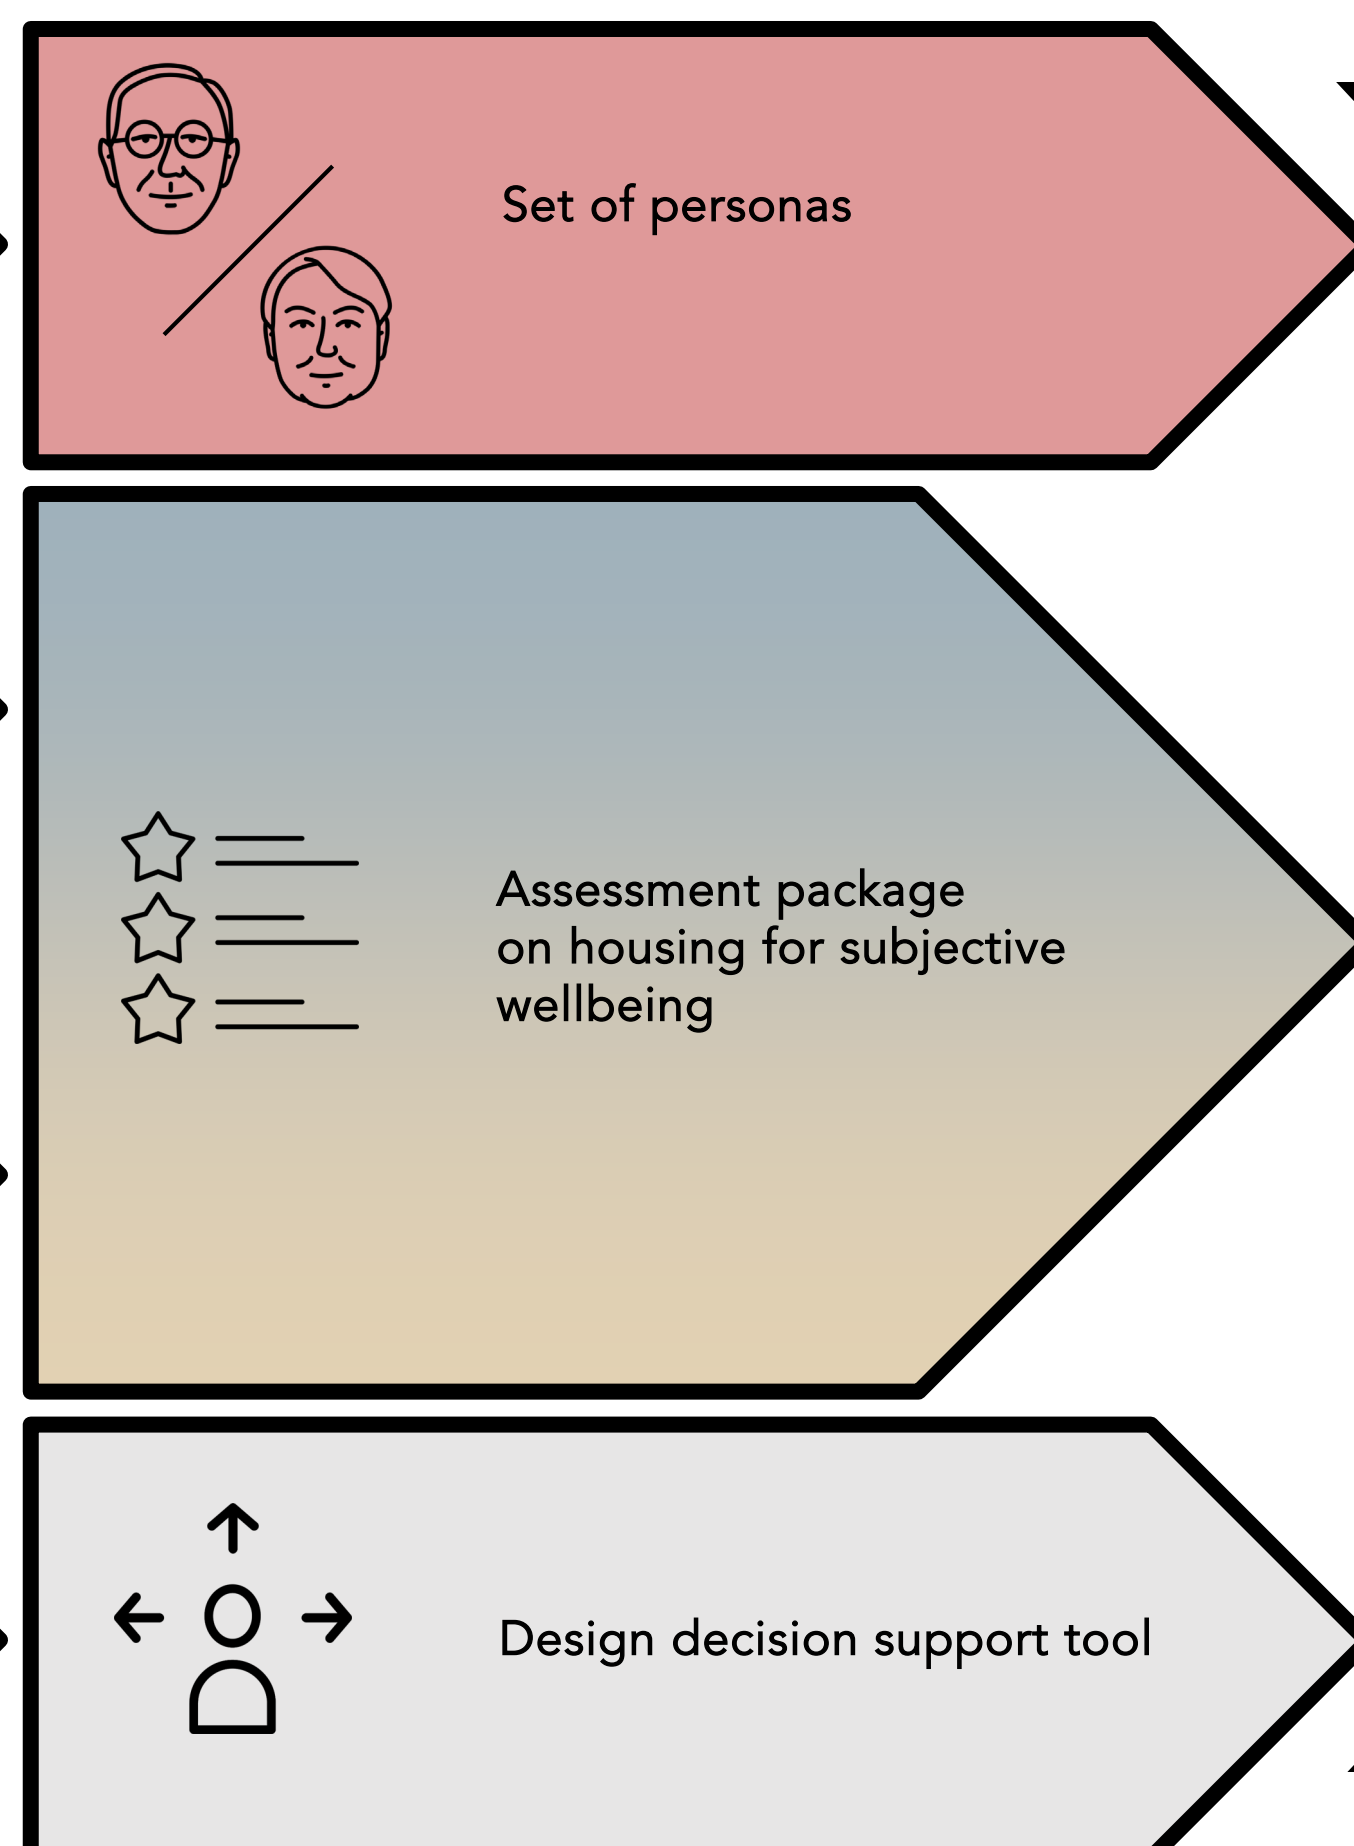 Set of personas
Assessment package
on housing for subjective
wellbeing
Design decision support tool